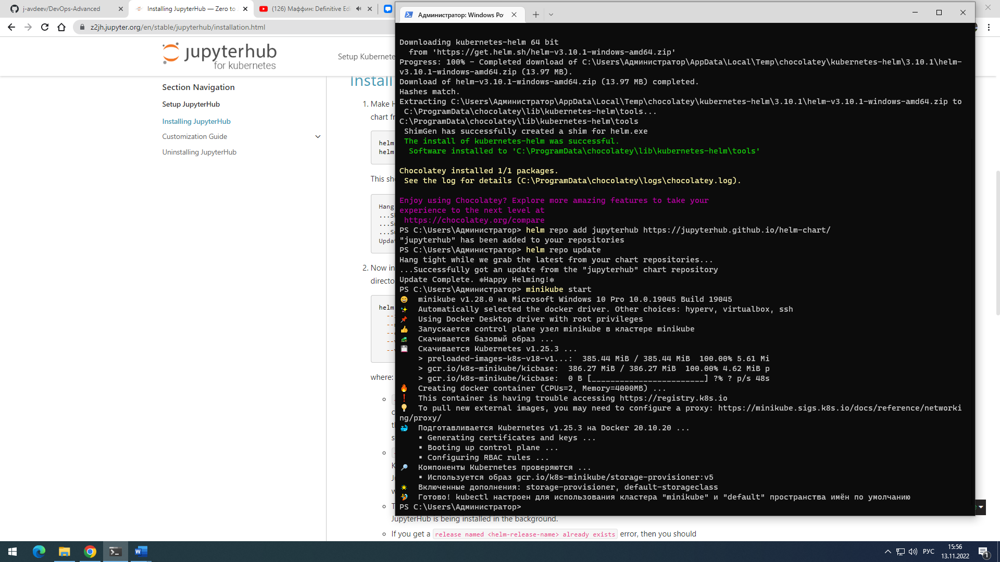 j-avdeev/DevOps-Advanced
Installing JupyterHub — Zero to
(126) Маффин: Definitive Edi
z2jh.jupyter.org/en/stable/jupyterhub/installation.html
jupyterhub
for kubernetes
Setup Kubernete
Section Navigation
Setup JupyterHub
Installing JupyterHub
Customization Guide
Uninstalling JupyterHub
Install
1. Make H
chart fr
helm
helm
This sh
Hang
...S
...S
...S
Upda
2. Now in
directo
helm
where:
JupyterHub is being installed in the background.
If you get a release named <helm-release-name> already exists error, then you should
Администратор: Windows Po
Downloading kubernetes-helm 64 bit
from 'https://get.helm.sh/helm-v3.10.1-windows-amd64.zip'
Progress: 100% - Completed download of C:\Users\Администратор\AppData\Local\Temp\chocolatey\kubernetes-helm\3.10.1\helm-
v3.10.1-windows-amd64.zip (13.97 MB).
Download of helm-v3.10.1-windows-amd64.zip (13.97 MB) completed.
Hashes match.
Extracting C:\Users\Администратор\AppData\Local\Temp\chocolatey\kubernetes-helm\3.10.1\helm-v3.10.1-windows-amd64.zip to
C:\ProgramData\chocolatey\lib\kubernetes-helm\tools...
C:\ProgramData\chocolatey\lib\kubernetes-helm\tools
ShimGen has successfully created a shim for helm.exe
The install of kubernetes-helm was successful.
Software installed to 'C:\ProgramData\chocolatey\lib\kubernetes-helm\tools'
Chocolatey installed 1/1 packages.
See the log for details (C:\ProgramData\chocolatey\logs\chocolatey.log).
Enjoy using Chocolatey? Explore more amazing features to take your
experience to the next level at
https://chocolatey.org/compare
PS C:\Users\Администратор> helm repo add jupyterhub https://jupyterhub.github.io/helm-chart/
"jupyterhub" has been added to your repositories
PS C:\Users\Администратор> helm repo update
Hang tight while we grab the latest from your chart repositories...
...Successfully got an update from the "jupyterhub" chart repository
Update Complete. ⎈Happy Helming!⎈
PS C:\Users\Администратор> minikube start
😄 minikube v1.28.0 на Microsoft Windows 10 Pro 10.0.19045 Build 19045
✨ Automatically selected the docker driver. Other choices: hyperv, virtualbox, ssh
📌 Using Docker Desktop driver with root privileges
👍 Запускается control plane узел minikube в кластере minikube
🚜 Скачивается базовый образ ...
💾 Скачивается Kubernetes v1.25.3 ...
> preloaded-images-k8s-v18-v1...: 385.44 MiB / 385.44 MiB 100.00% 5.61 Mi
> gcr.io/k8s-minikube/kicbase: 386.27 MiB / 386.27 MiB 100.00% 4.62 MiB p
> gcr.io/k8s-minikube/kicbase: 0 B [________________________] ?% ? p/s 48s
🔥 Creating docker container (CPUs=2, Memory=4000MB) ...
❗ This container is having trouble accessing https://registry.k8s.io
💡 To pull new external images, you may need to configure a proxy: https://minikube.sigs.k8s.io/docs/reference/networki
ng/proxy/
🐳 Подготавливается Kubernetes v1.25.3 на Docker 20.10.20 ...
▪ Generating certificates and keys ...
▪ Booting up control plane ...
▪ Configuring RBAC rules ...
🔎 Компоненты Kubernetes проверяются ...
▪ Используется образ gcr.io/k8s-minikube/storage-provisioner:v5
🌟 Включенные дополнения: storage-provisioner, default-storageclass
🏄 Готово! kubectl настроен для использования кластера "minikube" и "default" пространства имён по умолчанию
PS C:\Users\Администратор>
РУС
15:56
13.11.2022
1